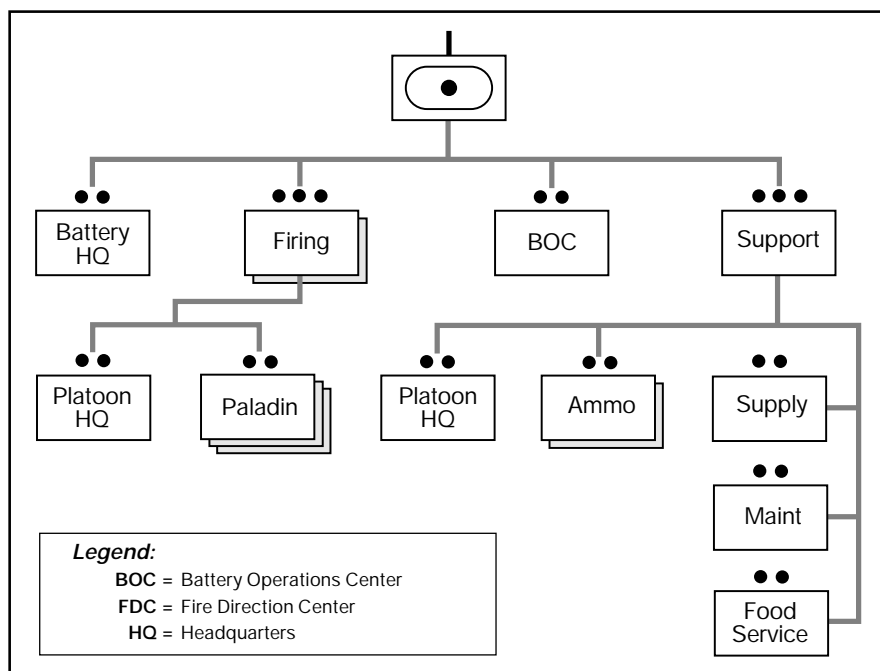 Battery
HQ
Firing
BOC
Support
Platoon
HQ
Paladin
Platoon
HQ
Ammo
Supply
Maint
Food
Service
Legend:
BOC = Battery Operations Center
FDC = Fire Direction Center
HQ = Headquarters